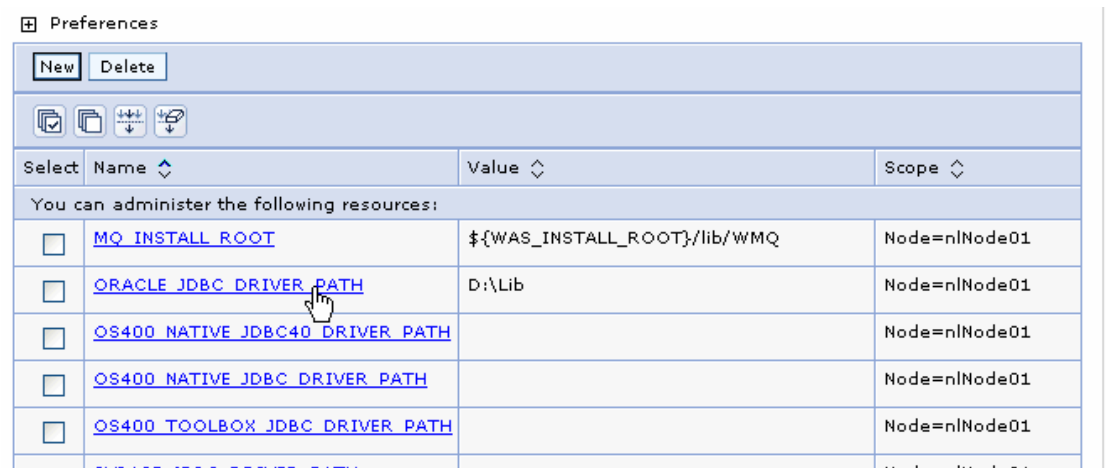 Preferences
New Delete
Select Name Value Scope
You can administer the following resources:
MQ_INSTALL_ROOT ${WAS_INSTALL_ROOT}/lib/WMQ Node=nlNode01
ORACLE_JDBC_DRIVER_PATH D:\Lib Node=nlNode01
OS400_NATIVE_JDBC40_DRIVER_PATH Node=nlNode01
OS400_NATIVE_JDBC_DRIVER_PATH Node=nlNode01
OS400_TOOLBOX_JDBC_DRIVER_PATH Node=nlNode01